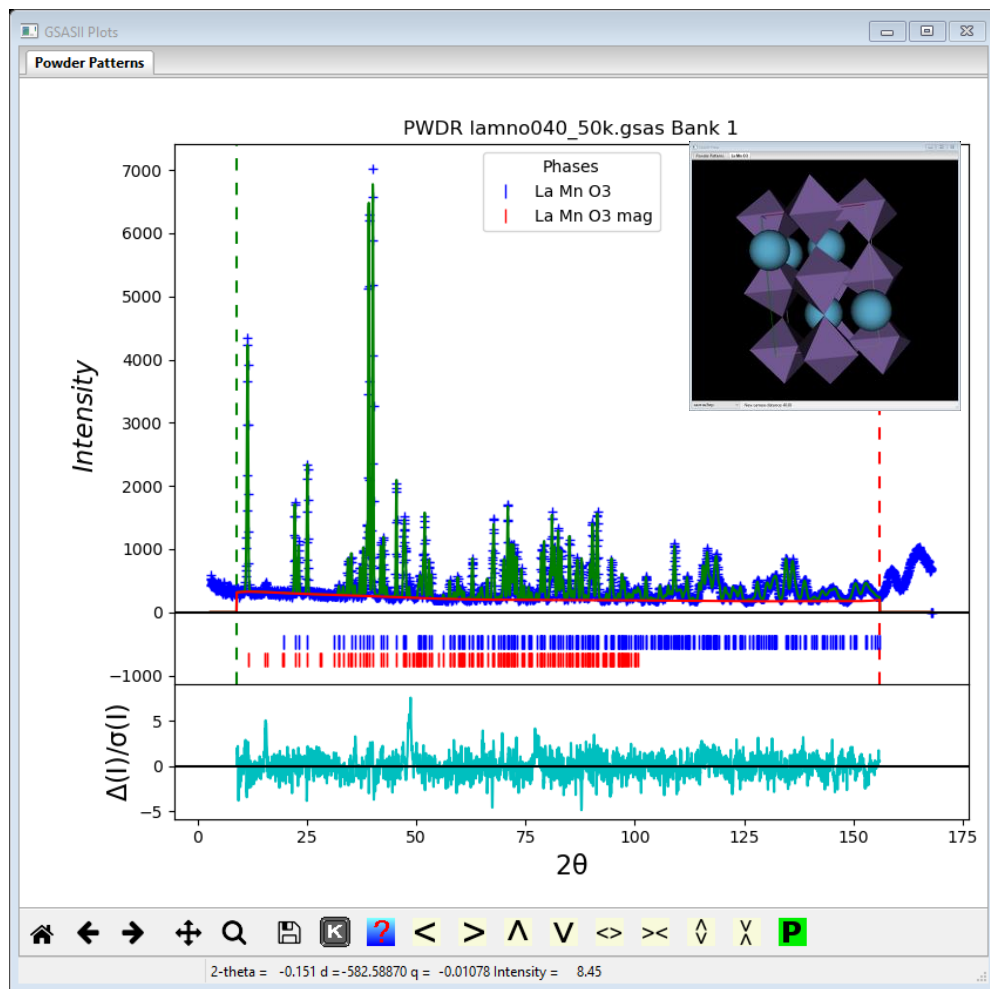 GSASII Plots
Powder Patterns
PWDR lamno040_50k.gsas Bank 1
Phases
La Mn O3
La Mn O3 mag
7000
6000
5000
4000
3000
2000
1000
0
−1000
Intensity
5
0
−5
Δ(I)/σ(I)
0 25 50 75 100 125 150 175
2θ
K ? < > Λ V <> >< P
2-theta = -0.151 d =-582.58870 q = -0.01078 Intensity = 8.45